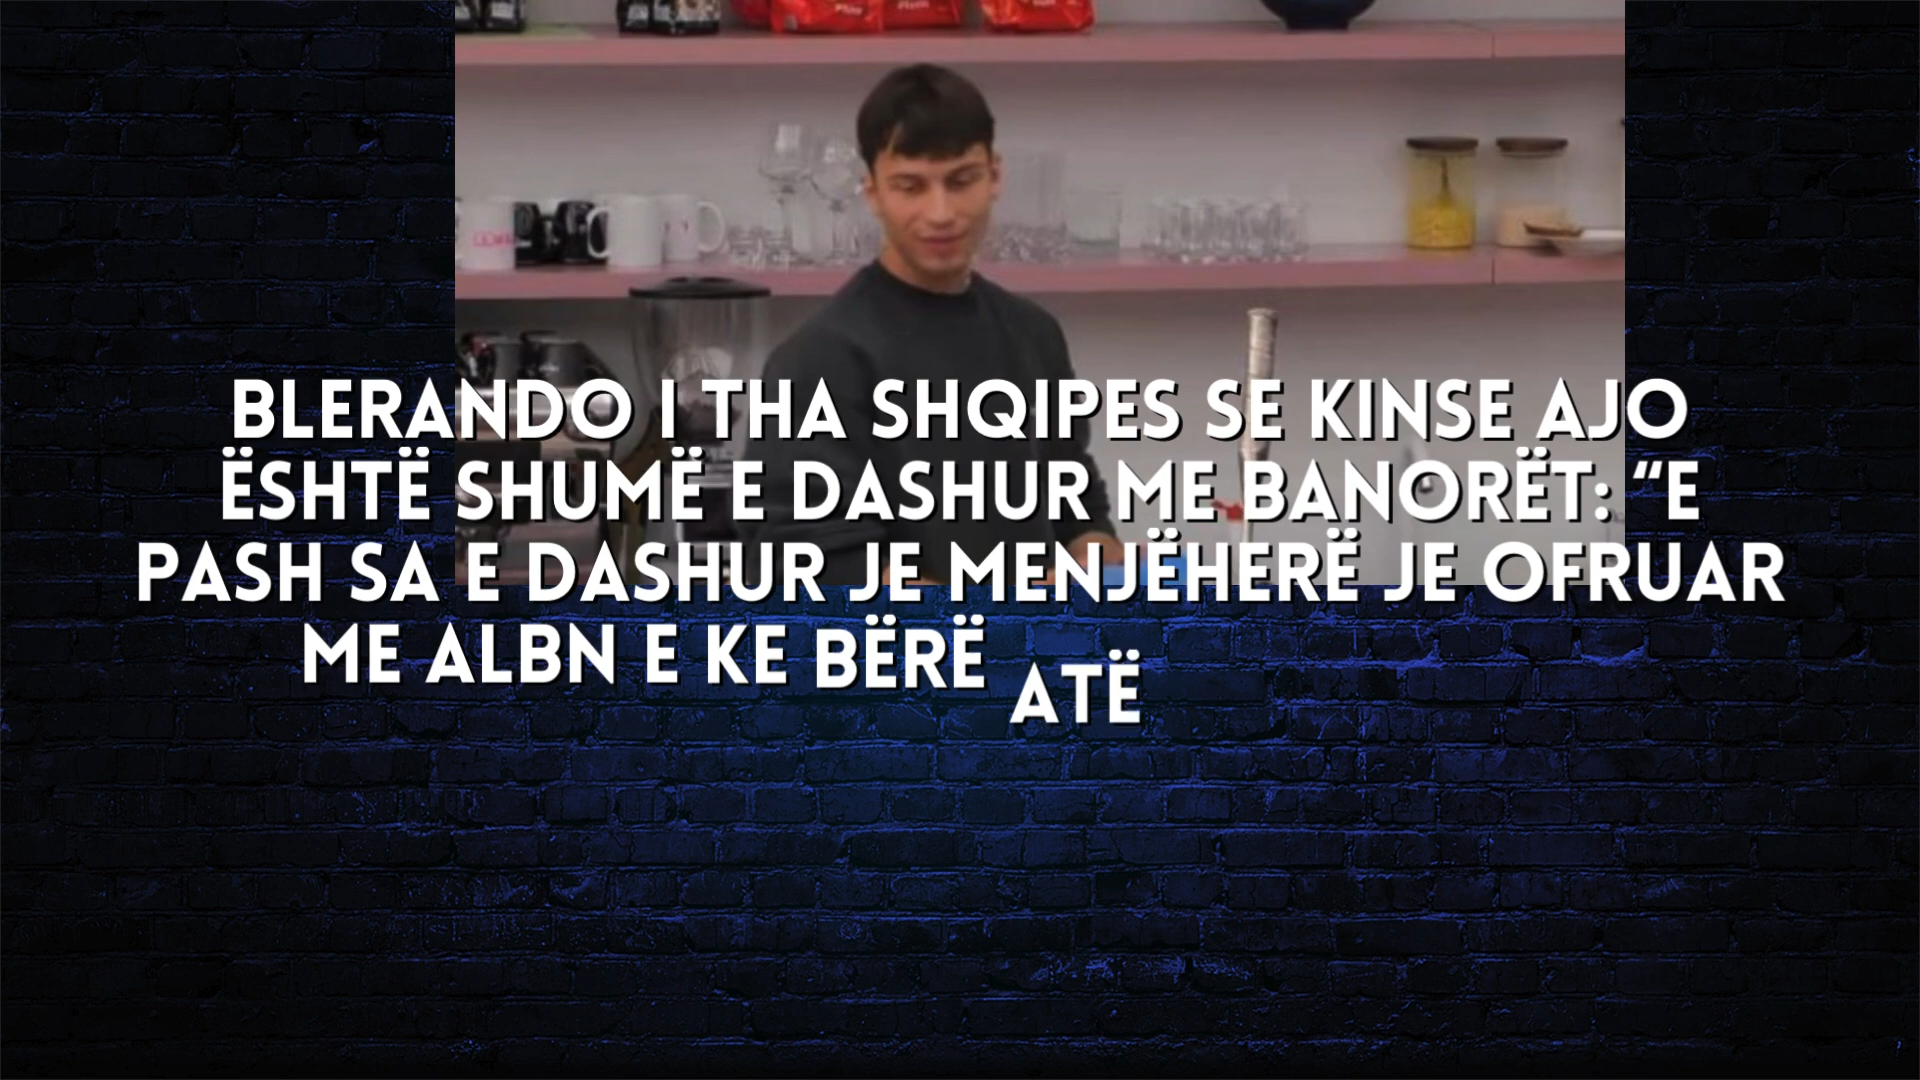 BLERANDO I THA SHQIPES SE KINSE AJO
ËSHTË SHUMË E DASHUR ME BANORËT: “E
PASH SA E DASHUR JE MENJËHERË JE OFRUAR
ME ALBN E KE BËRË ATË